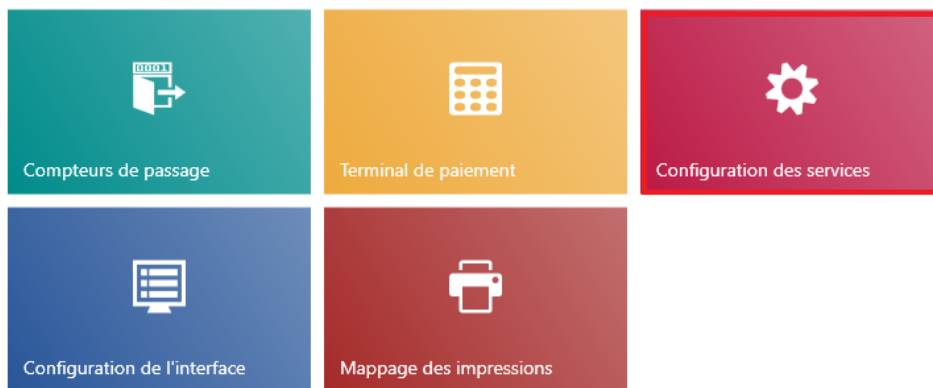 0001
Compteurs de passage
Terminal de paiement
Configuration des services
Configuration de l'interface
Mappage des impressions